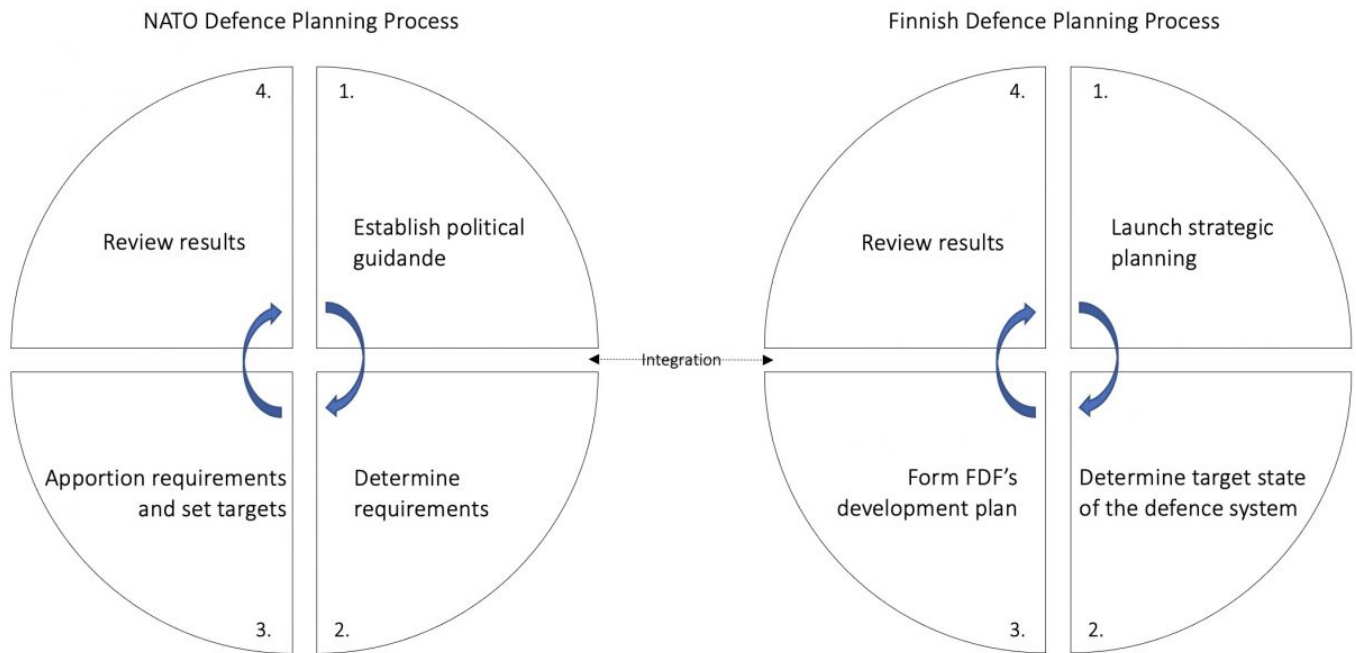 NATO Defence Planning Process
4.
1.
Review results
Establish political
guidande
Apportion requirements
and set targets
Determine
requirements
3.
2.
Integration
Finnish Defence Planning Process
4.
1.
Review results
Launch strategic
planning
Form FDF's
development plan
Determine target state
of the defence system
3.
2.